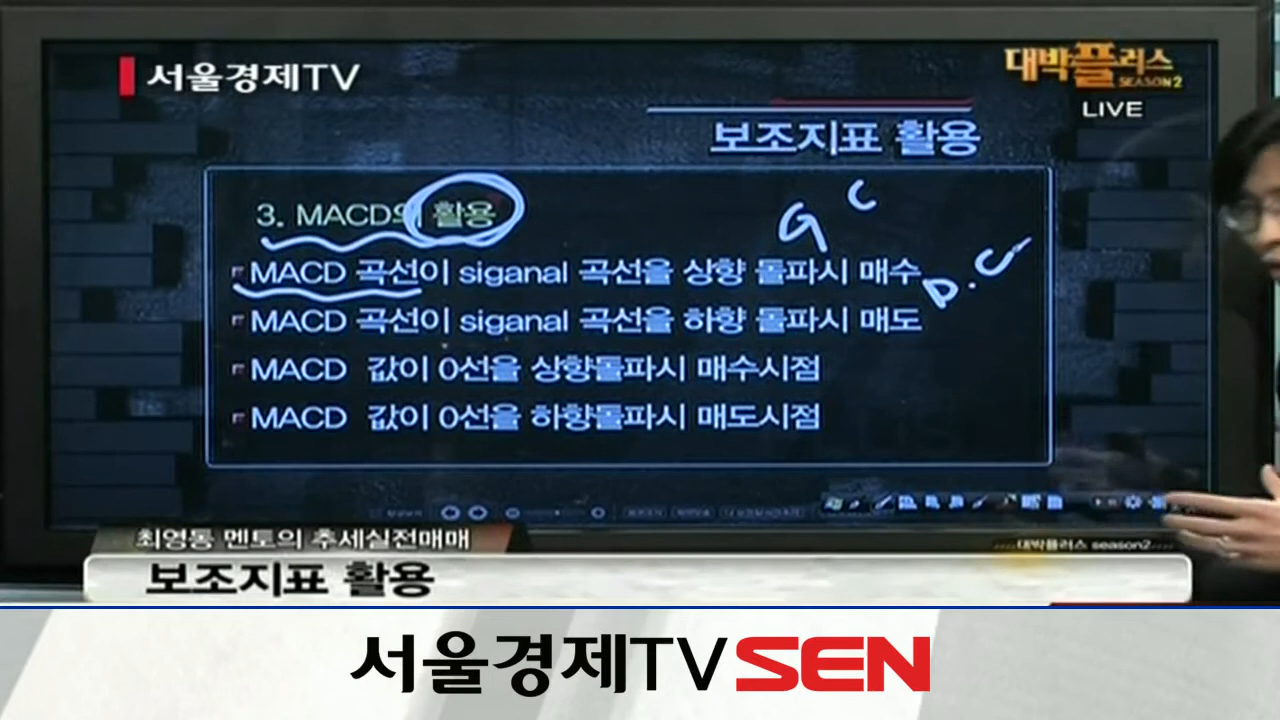 서울경제TV
대박플러스
SEASON2
LIVE
보조지표 활용
3. MACD의 활용
G C
MACD 곡선이 siganal 곡선을 상향 돌파시 매수
D.C
MACD 곡선이 siganal 곡선을 하향 돌파시 매도
MACD 값이 0선을 상향돌파시 매수시점
MACD 값이 0선을 하향돌파시 매도시점
최영동 멘토의 추세실전매매
....대박플러스 season2....
보조지표 활용
서울경제TV SEN